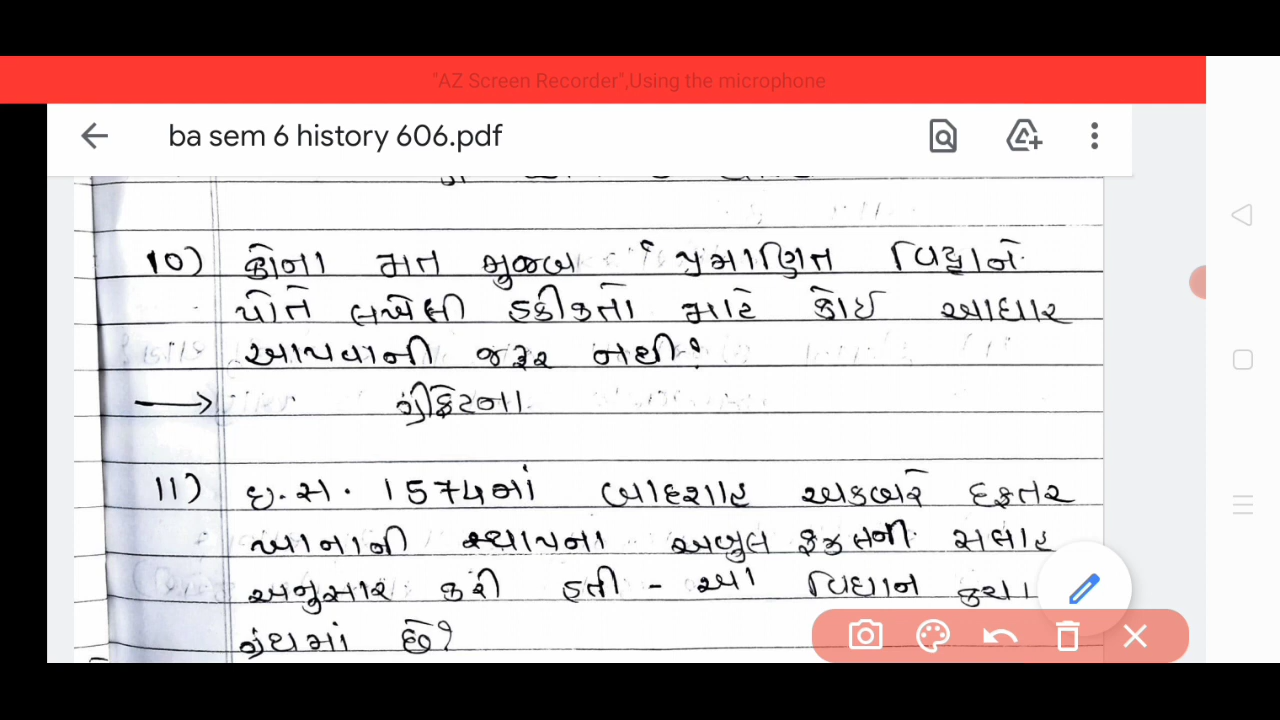 "AZ Screen Recorder",Using the microphone
ba sem 6 history 606.pdf
10) કોના મત મુજબ પ્રમાણિત વિદ્વાને
પોતે લખેલી હકીકતો માટે કોઈ આધાર
આપવાની જરૂર નથી?
→ ગ્રીફિટના
11) ઇ.સ. 1574માં બાદશાહ અકબરે દફતર
ખાનાની સ્થાપના અબુલ ફઝલની સલાહ
અનુસાર કરી હતી - આ વિધાન કયા
ગ્રંથમાં છે?